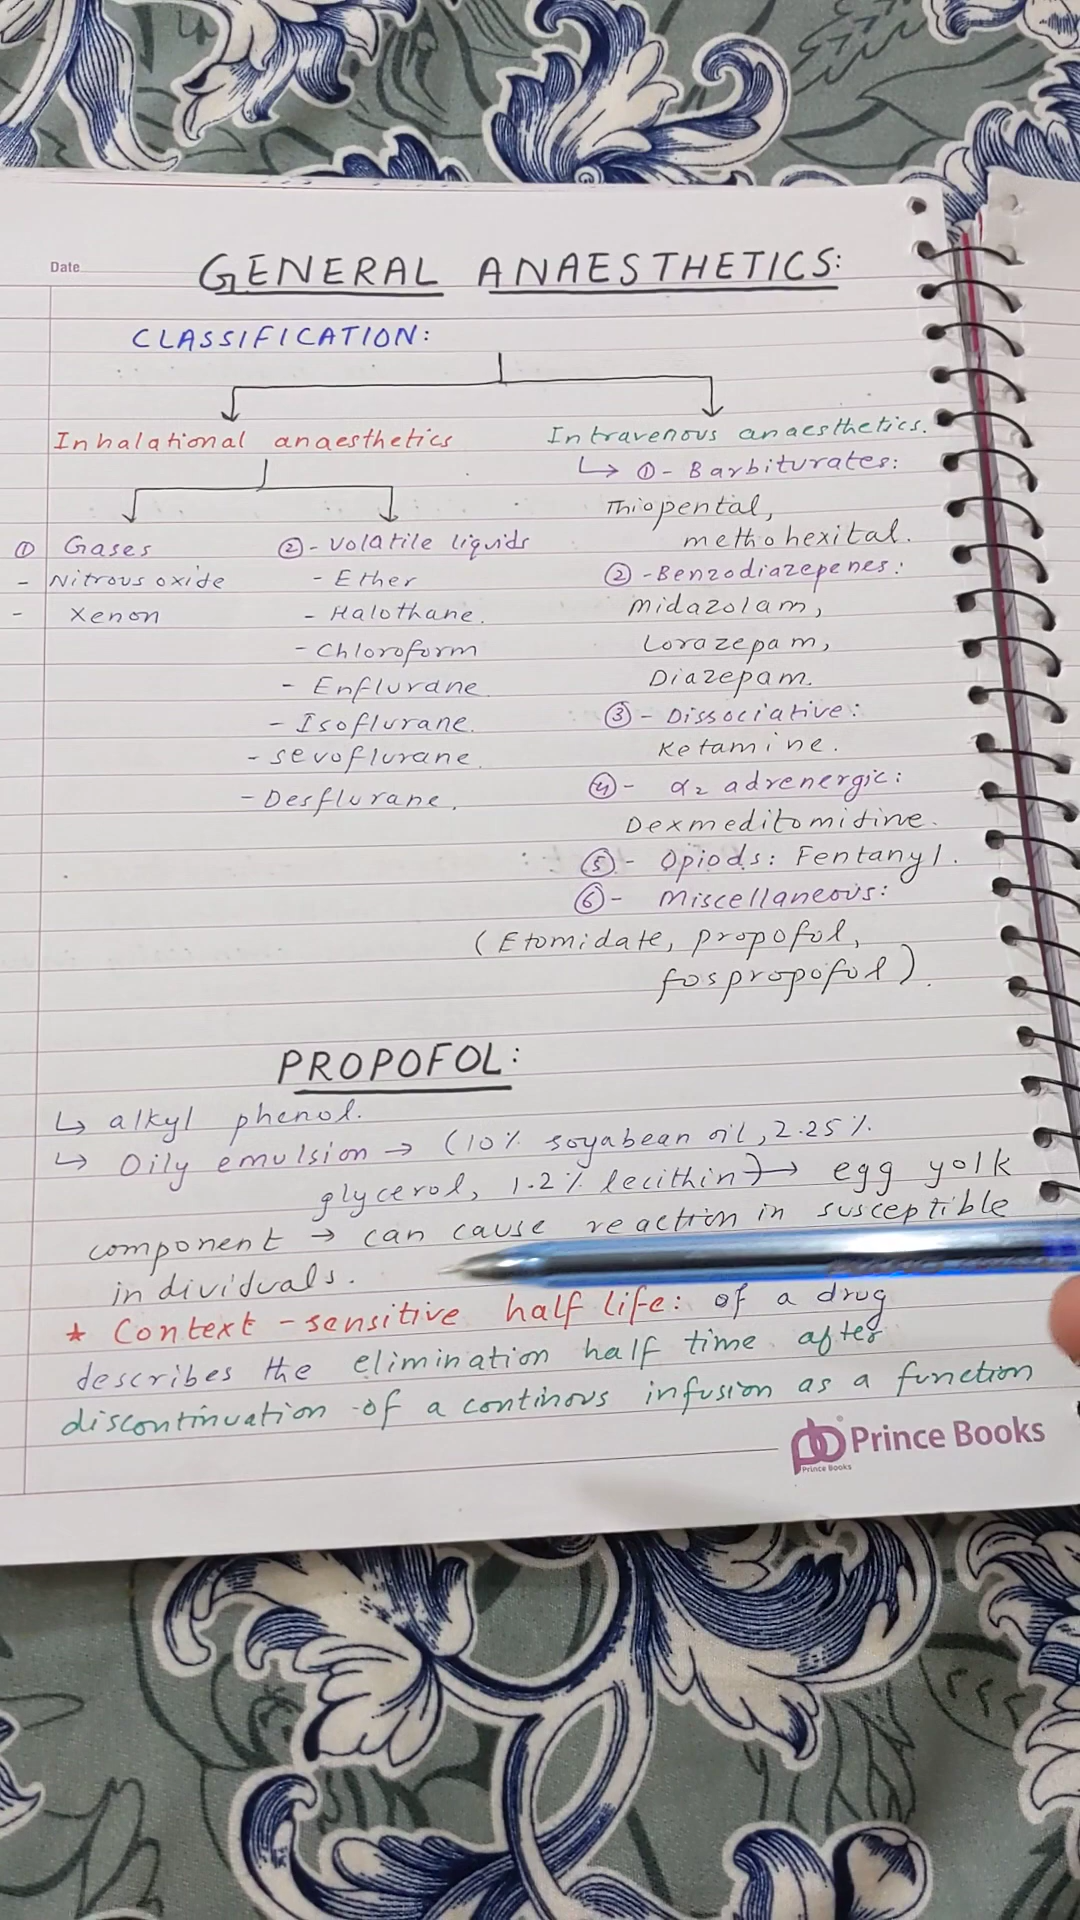 Date
GENERAL ANAESTHETICS:
CLASSIFICATION:
Inhalational anaesthetics
① Gases
- Nitrous oxide
- Xenon
②- Volatile liquids
- Ether
- Halothane.
- Chloroform
- Enflurane.
- Isoflurane.
- sevoflurane.
- Desflurane.
Intravenous anaesthetics.
↳ ①- Barbiturates:
Thiopental,
methohexital.
②-Benzodiazepenes:
Midazolam,
Lorazepam,
Diazepam.
③- Dissociative:
Ketamine.
④- α2 adrenergic:
Dexmeditomidine.
⑤- Opiods: Fentanyl.
⑥- Miscellaneous:
(Etomidate, propofol,
fospropofol).
PROPOFOL:
↳ alkyl phenol.
↳ Oily emulsion → (10% soyabean oil, 2.25%
glycerol, 1.2% lecithin) → egg yolk
component → can cause reaction in susceptible
individuals.
* Context-sensitive half life: of a drug
describes the elimination half time after
discontinuation of a continous infusion as a function
Prince Books
Prince Books